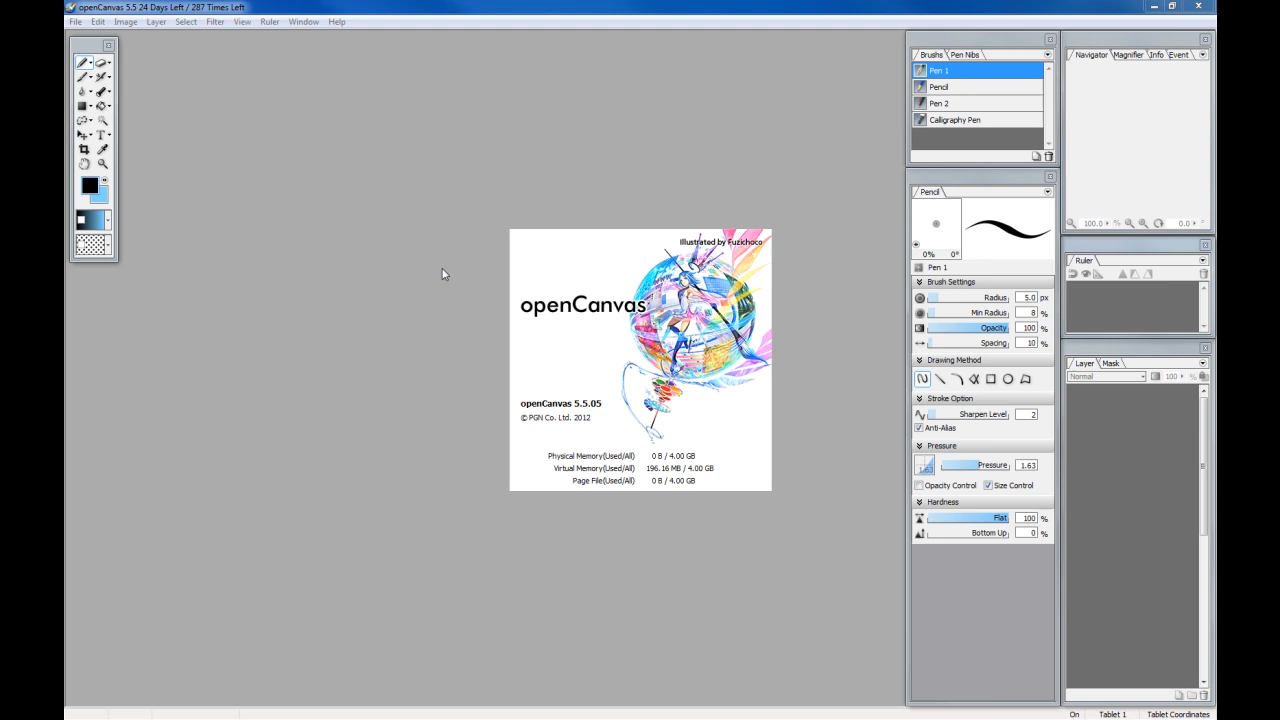 openCanvas 5.5 24 Days Left / 287 Times Left
File Edit Image Layer Select Filter View Ruler Window Help
Brushs Pen Nibs
Pen 1
Pencil
Pen 2
Calligraphy Pen
Pencil
0% 0°
Pen 1
Brush Settings
Radius 5.0 px
Min Radius 8 %
Opacity 100 %
Spacing 10 %
Drawing Method
Stroke Option
Sharpen Level 2
Anti-Alias
Pressure
1.63 Pressure 1.63
Opacity Control Size Control
Hardness
Flat 100 %
Bottom Up 0 %
Navigator Magnifier Info Event
100.0 % 0.0 °
Ruler
Layer Mask
Normal 100 %
Illustrated by Fuzichoco
openCanvas
openCanvas 5.5.05
© PGN Co. Ltd. 2012
Physical Memory(Used/All) 0 B / 4.00 GB
Virtual Memory(Used/All) 196.16 MB / 4.00 GB
Page File(Used/All) 0 B / 4.00 GB
On Tablet 1 Tablet Coordinates